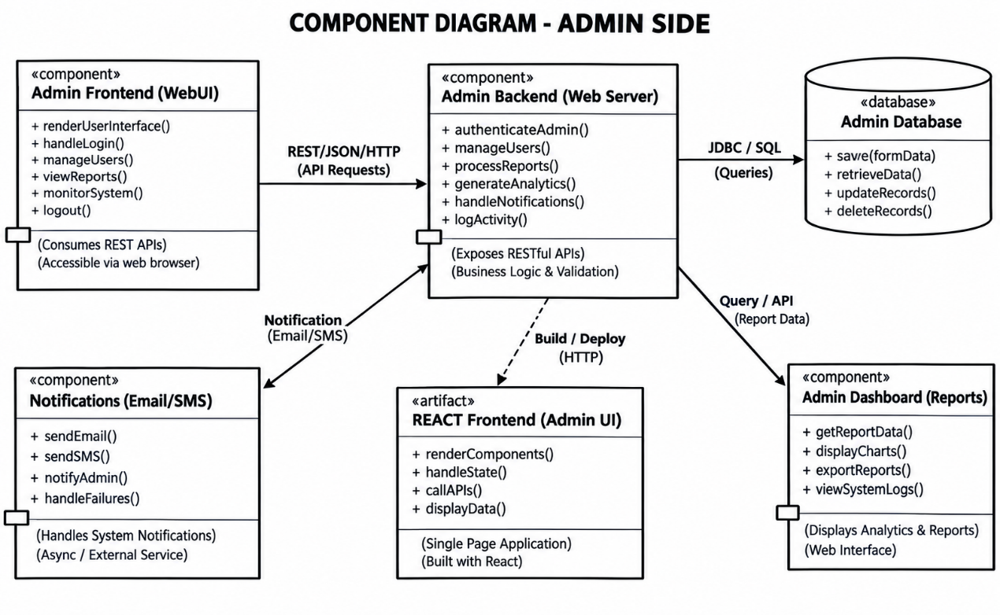 COMPONENT DIAGRAM - ADMIN SIDE
«component»
Admin Frontend (WebUI)
+ renderUserInterface()
+ handleLogin()
+ manageUsers()
+ viewReports()
+ monitorSystem()
+ logout()
(Consumes REST APIs)
(Accessible via web browser)
REST/JSON/HTTP
(API Requests)
«component»
Admin Backend (Web Server)
+ authenticateAdmin()
+ manageUsers()
+ processReports()
+ generateAnalytics()
+ handleNotifications()
+ logActivity()
(Exposes RESTful APIs)
(Business Logic & Validation)
JDBC / SQL
(Queries)
«database»
Admin Database
+ save(formData)
+ retrieveData()
+ updateRecords()
+ deleteRecords()
Notification
(Email/SMS)
Build / Deploy
(HTTP)
Query / API
(Report Data)
«component»
Notifications (Email/SMS)
+ sendEmail()
+ sendSMS()
+ notifyAdmin()
+ handleFailures()
(Handles System Notifications)
(Async / External Service)
«artifact»
REACT Frontend (Admin UI)
+ renderComponents()
+ handleState()
+ callAPIs()
+ displayData()
(Single Page Application)
(Built with React)
«component»
Admin Dashboard (Reports)
+ getReportData()
+ displayCharts()
+ exportReports()
+ viewSystemLogs()
(Displays Analytics & Reports)
(Web Interface)